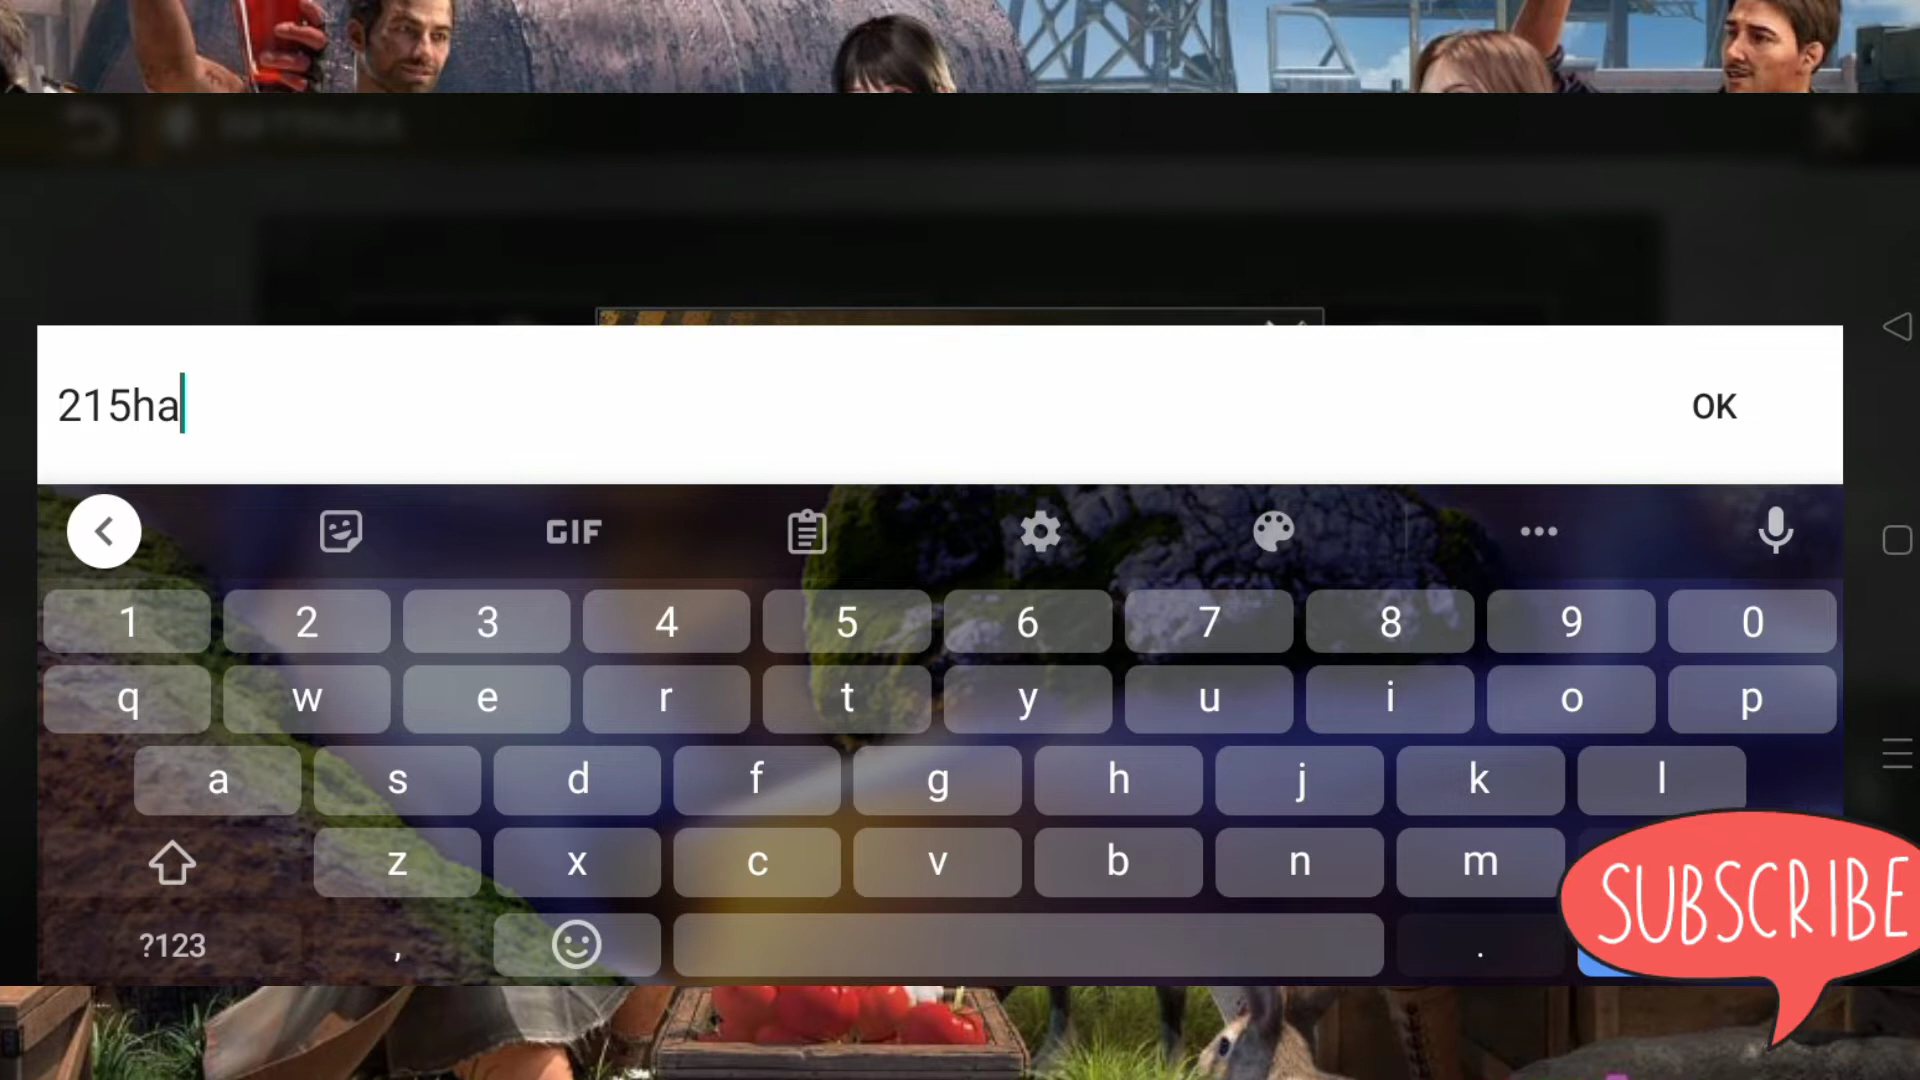 215ha
OK
GIF
1 2 3 4 5 6 7 8 9 0
q w e r t y u i o p
a s d f g h j k l
z x c v b n m
?123 , .
SUBSCRIBE